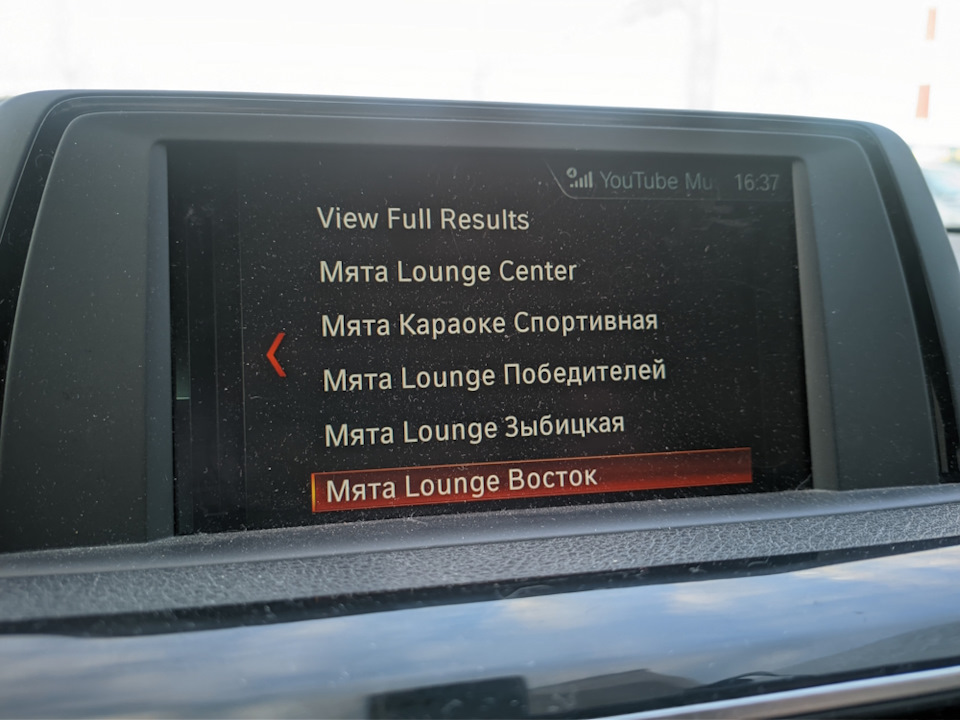 YouTube Mu 16:37
View Full Results
Мята Lounge Center
Мята Караоке Спортивная
Мята Lounge Победителей
Мята Lounge Зыбицкая
Мята Lounge Восток